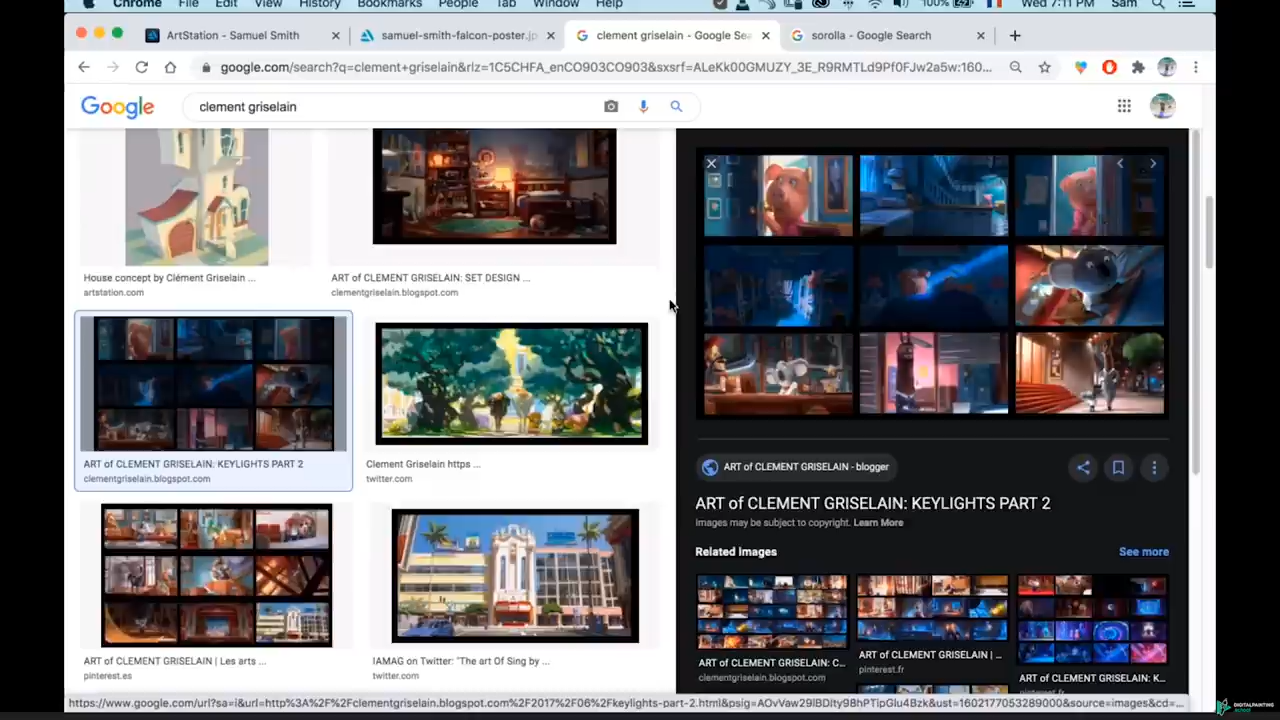 Chrome File Edit View History Bookmarks People Tab Window Help 100% Wed 7:11 PM Sam
ArtStation - Samuel Smith
samuel-smith-falcon-poster.jp
clement griselain - Google Sea
sorolla - Google Search
google.com/search?q=clement+griselain&rlz=1C5CHFA_enCO903CO903&sxsrf=ALeKk00GMUZY_3E_R9RMTLd9Pf0FJw2a5w:160...
Google
clement griselain
House concept by Clément Griselain ...
artstation.com
ART of CLEMENT GRISELAIN: SET DESIGN ...
clementgriselain.blogspot.com
ART of CLEMENT GRISELAIN: KEYLIGHTS PART 2
clementgriselain.blogspot.com
Clement Griselain https ...
twitter.com
ART of CLEMENT GRISELAIN | Les arts ...
pinterest.es
IAMAG on Twitter: "The art Of Sing by ...
twitter.com
ART of CLEMENT GRISELAIN - blogger
ART of CLEMENT GRISELAIN: KEYLIGHTS PART 2
Images may be subject to copyright. Learn More
Related images
See more
ART of CLEMENT GRISELAIN: C...
clementgriselain.blogspot.com
ART of CLEMENT GRISELAIN | ...
pinterest.fr
ART of CLEMENT GRISELAIN: K...
pinterest.fr
https://www.google.com/url?sa=i&url=http%3A%2F%2Fclementgriselain.blogspot.com%2F2017%2F06%2Fkeylights-part-2.html&psig=AOvVaw29lBDity98hPTipGlu4Bzk&ust=1602177053289000&source=images&cd=...
DIGITALPAINTING
.school